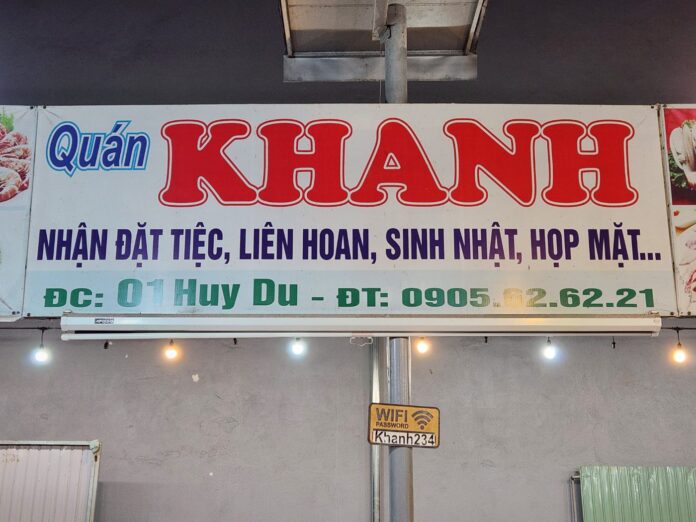 Quán KHANH
NHẬN ĐẶT TIỆC, LIÊN HOAN, SINH NHẬT, HỌP MẶT...
ĐC: 01 Huy Du - ĐT: 0905.82.62.21
WIFI
PASSWORD
Khanh234